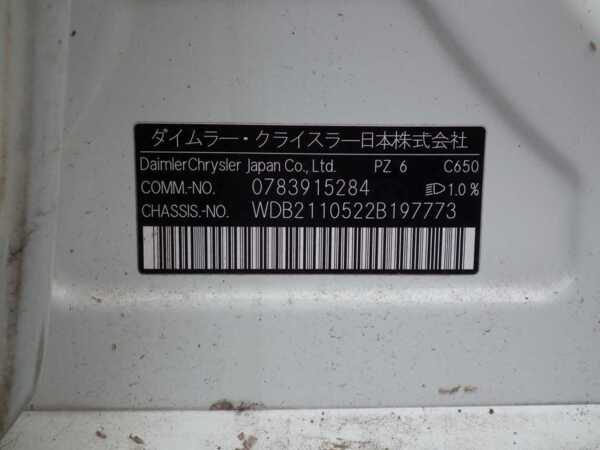 ダイムラー・クライスラー日本株式会社
DaimlerChrysler Japan Co., Ltd. PZ 6 C650
COMM.-NO. 0783915284 1.0 %
CHASSIS.-NO. WDB2110522B197773